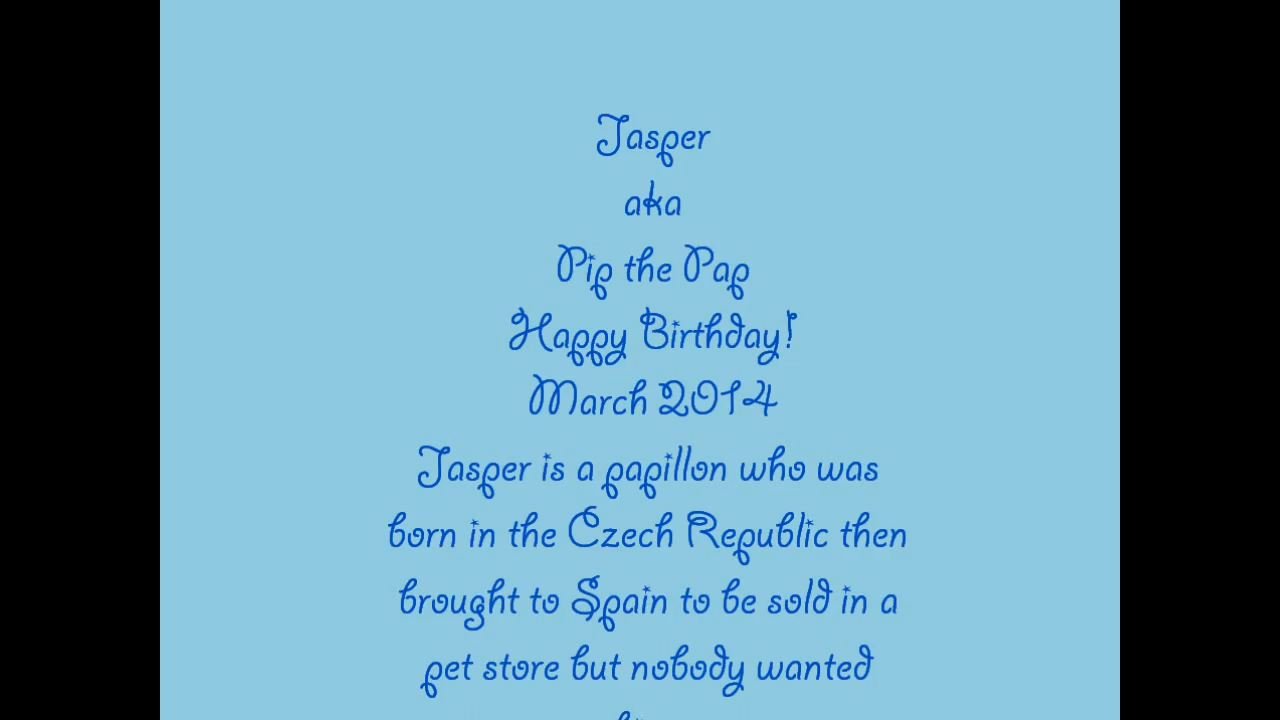 Jasper
aka
Pip the Pap
Happy Birthday!
March 2014
Jasper is a papillon who was
born in the Czech Republic then
brought to Spain to be sold in a
pet store but nobody wanted